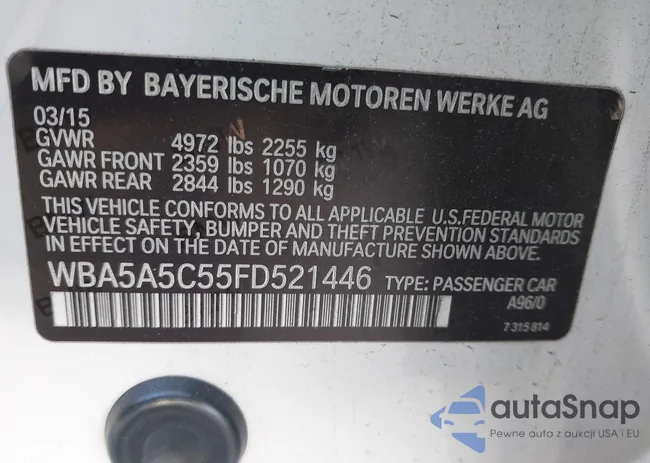 MFD BY BAYERISCHE MOTOREN WERKE AG
03/15
GVWR 4972 lbs 2255 kg
GAWR FRONT 2359 lbs 1070 kg
GAWR REAR 2844 lbs 1290 kg
THIS VEHICLE CONFORMS TO ALL APPLICABLE U.S.FEDERAL MOTOR
VEHICLE SAFETY, BUMPER AND THEFT PREVENTION STANDARDS
IN EFFECT ON THE DATE OF MANUFACTURE SHOWN ABOVE.
WBA5A5C55FD521446 TYPE: PASSENGER CAR
A96/0
7 315 814
autaSnap
Pewne auta z aukcji USA i EU